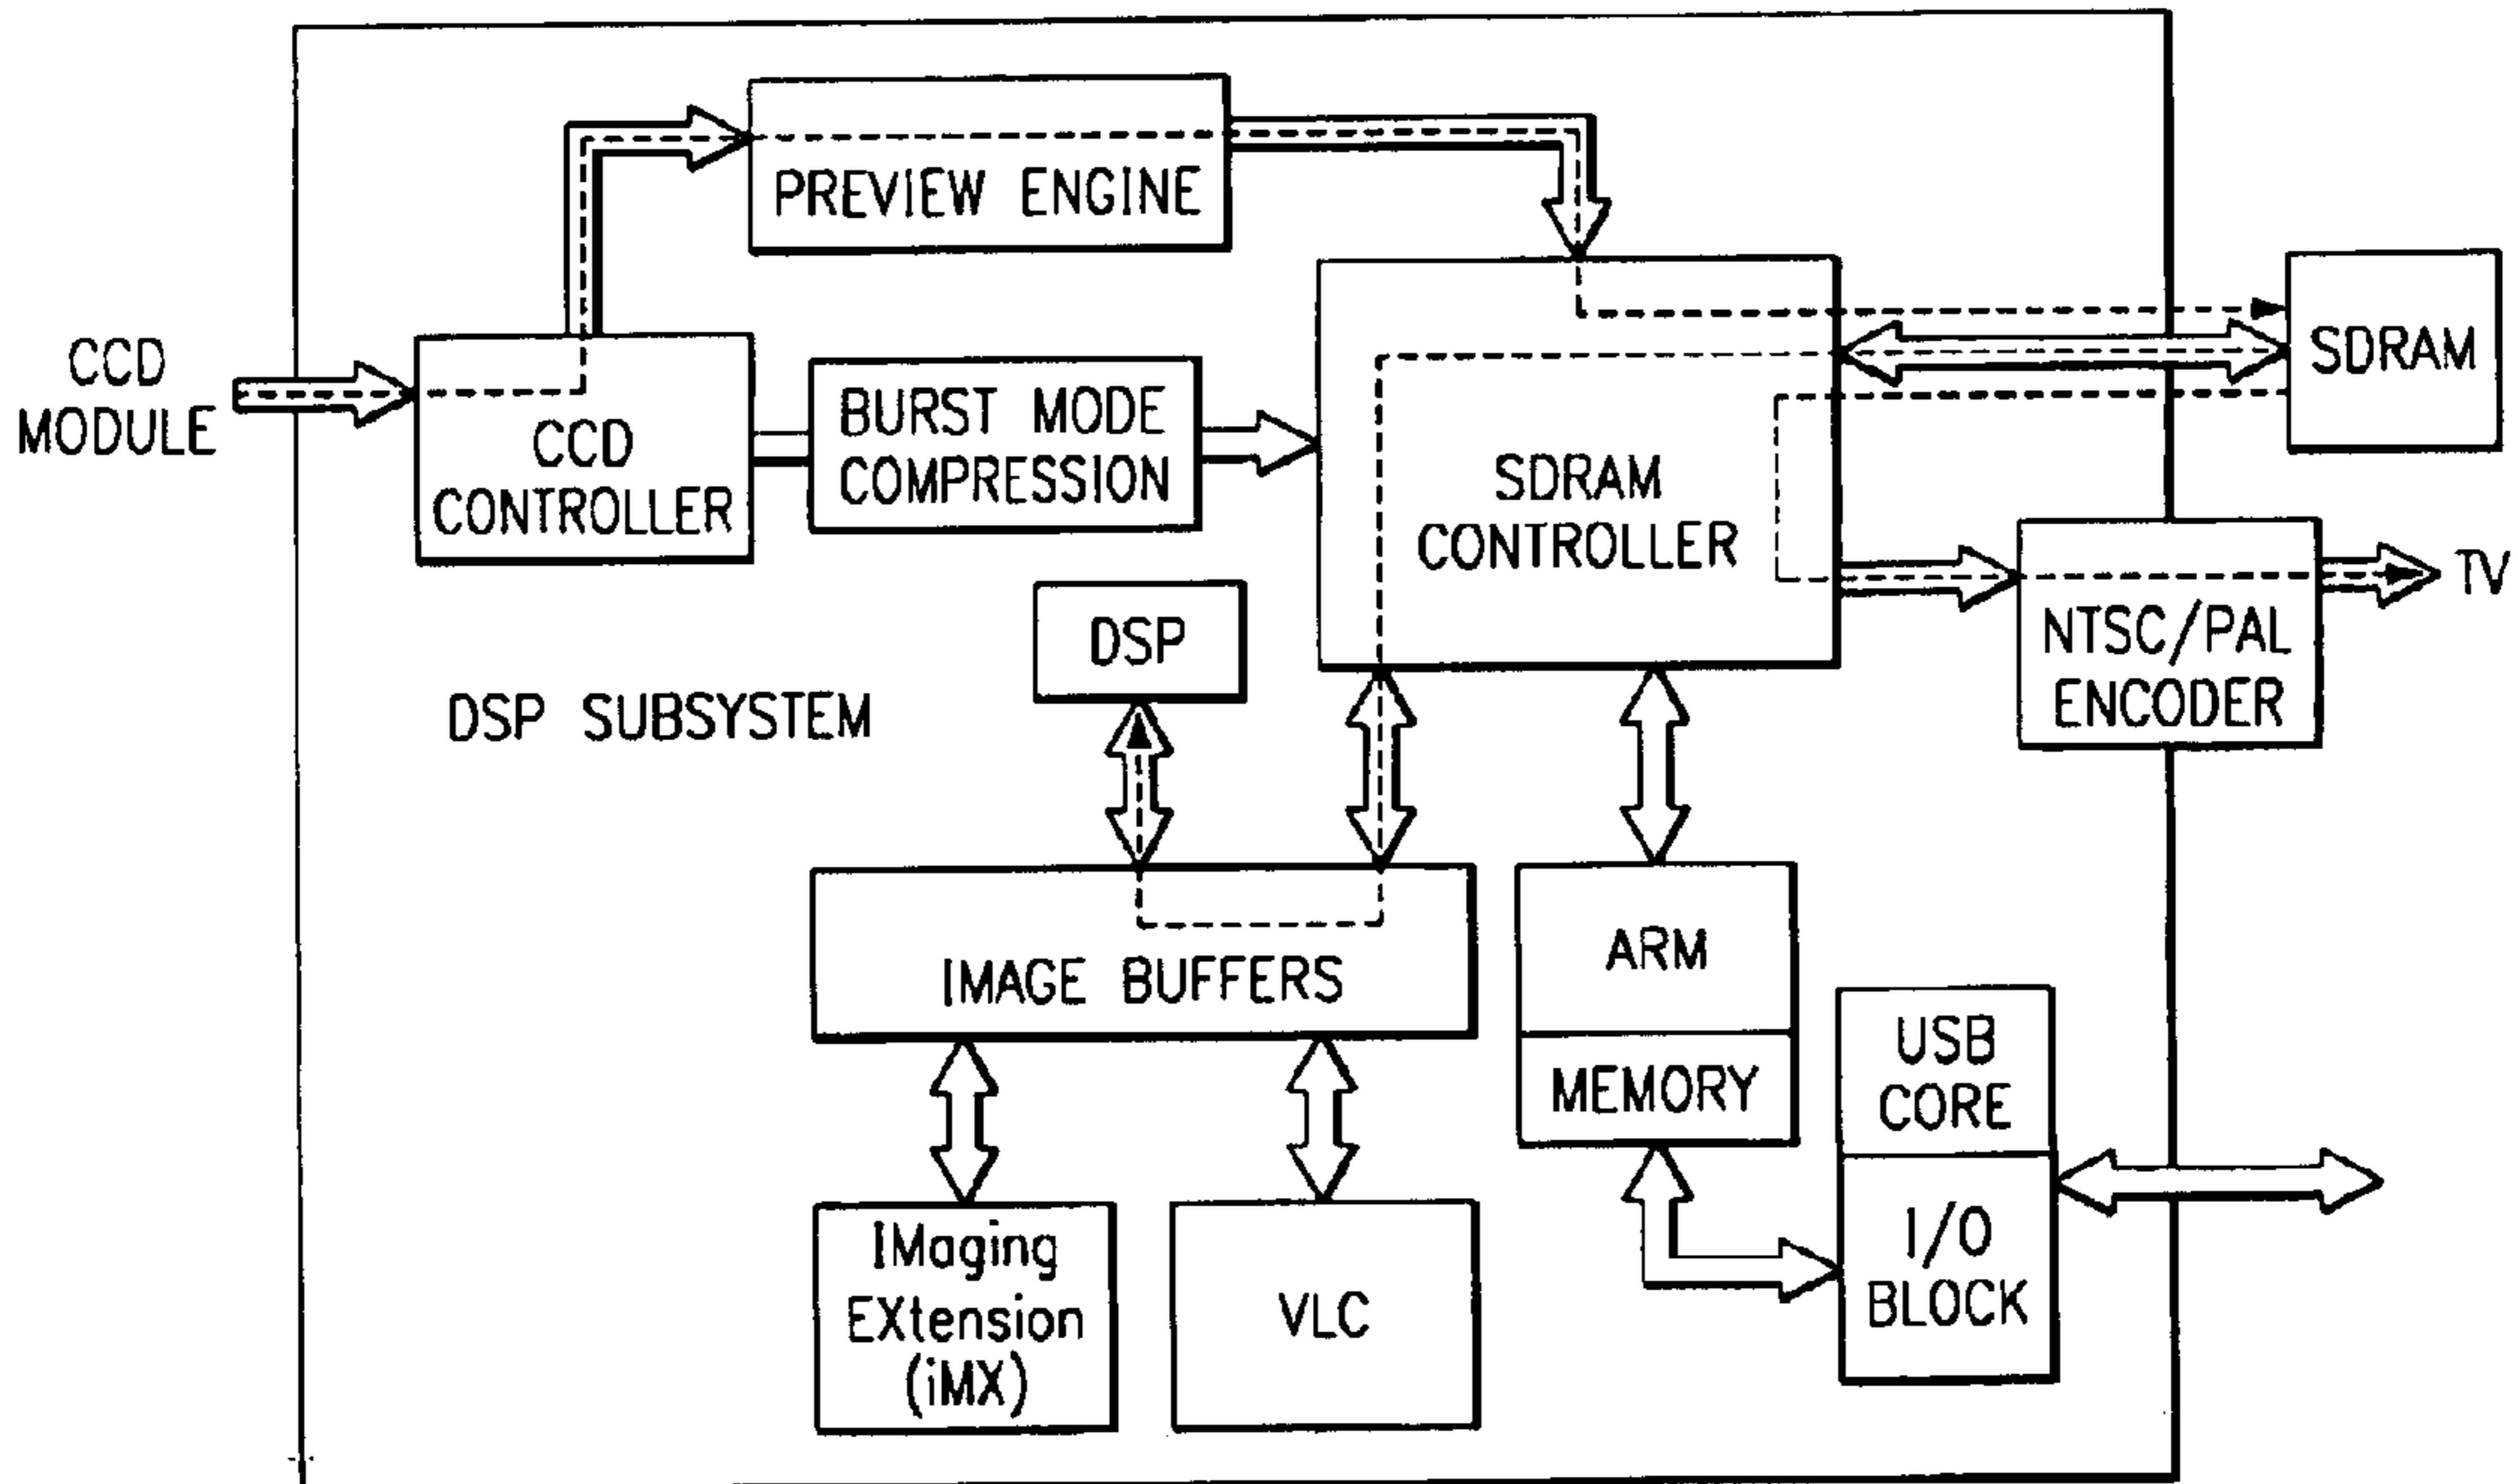 PREVIEW ENGINE
CCD
MODULE
CCD
CONTROLLER
BURST MODE
COMPRESSION
SDRAM
CONTROLLER
SDRAM
DSP
NTSC/PAL
ENCODER
TV
DSP SUBSYSTEM
IMAGE BUFFERS
ARM
MEMORY
USB
CORE
I/O
BLOCK
IMaging
EXtension
(iMX)
VLC